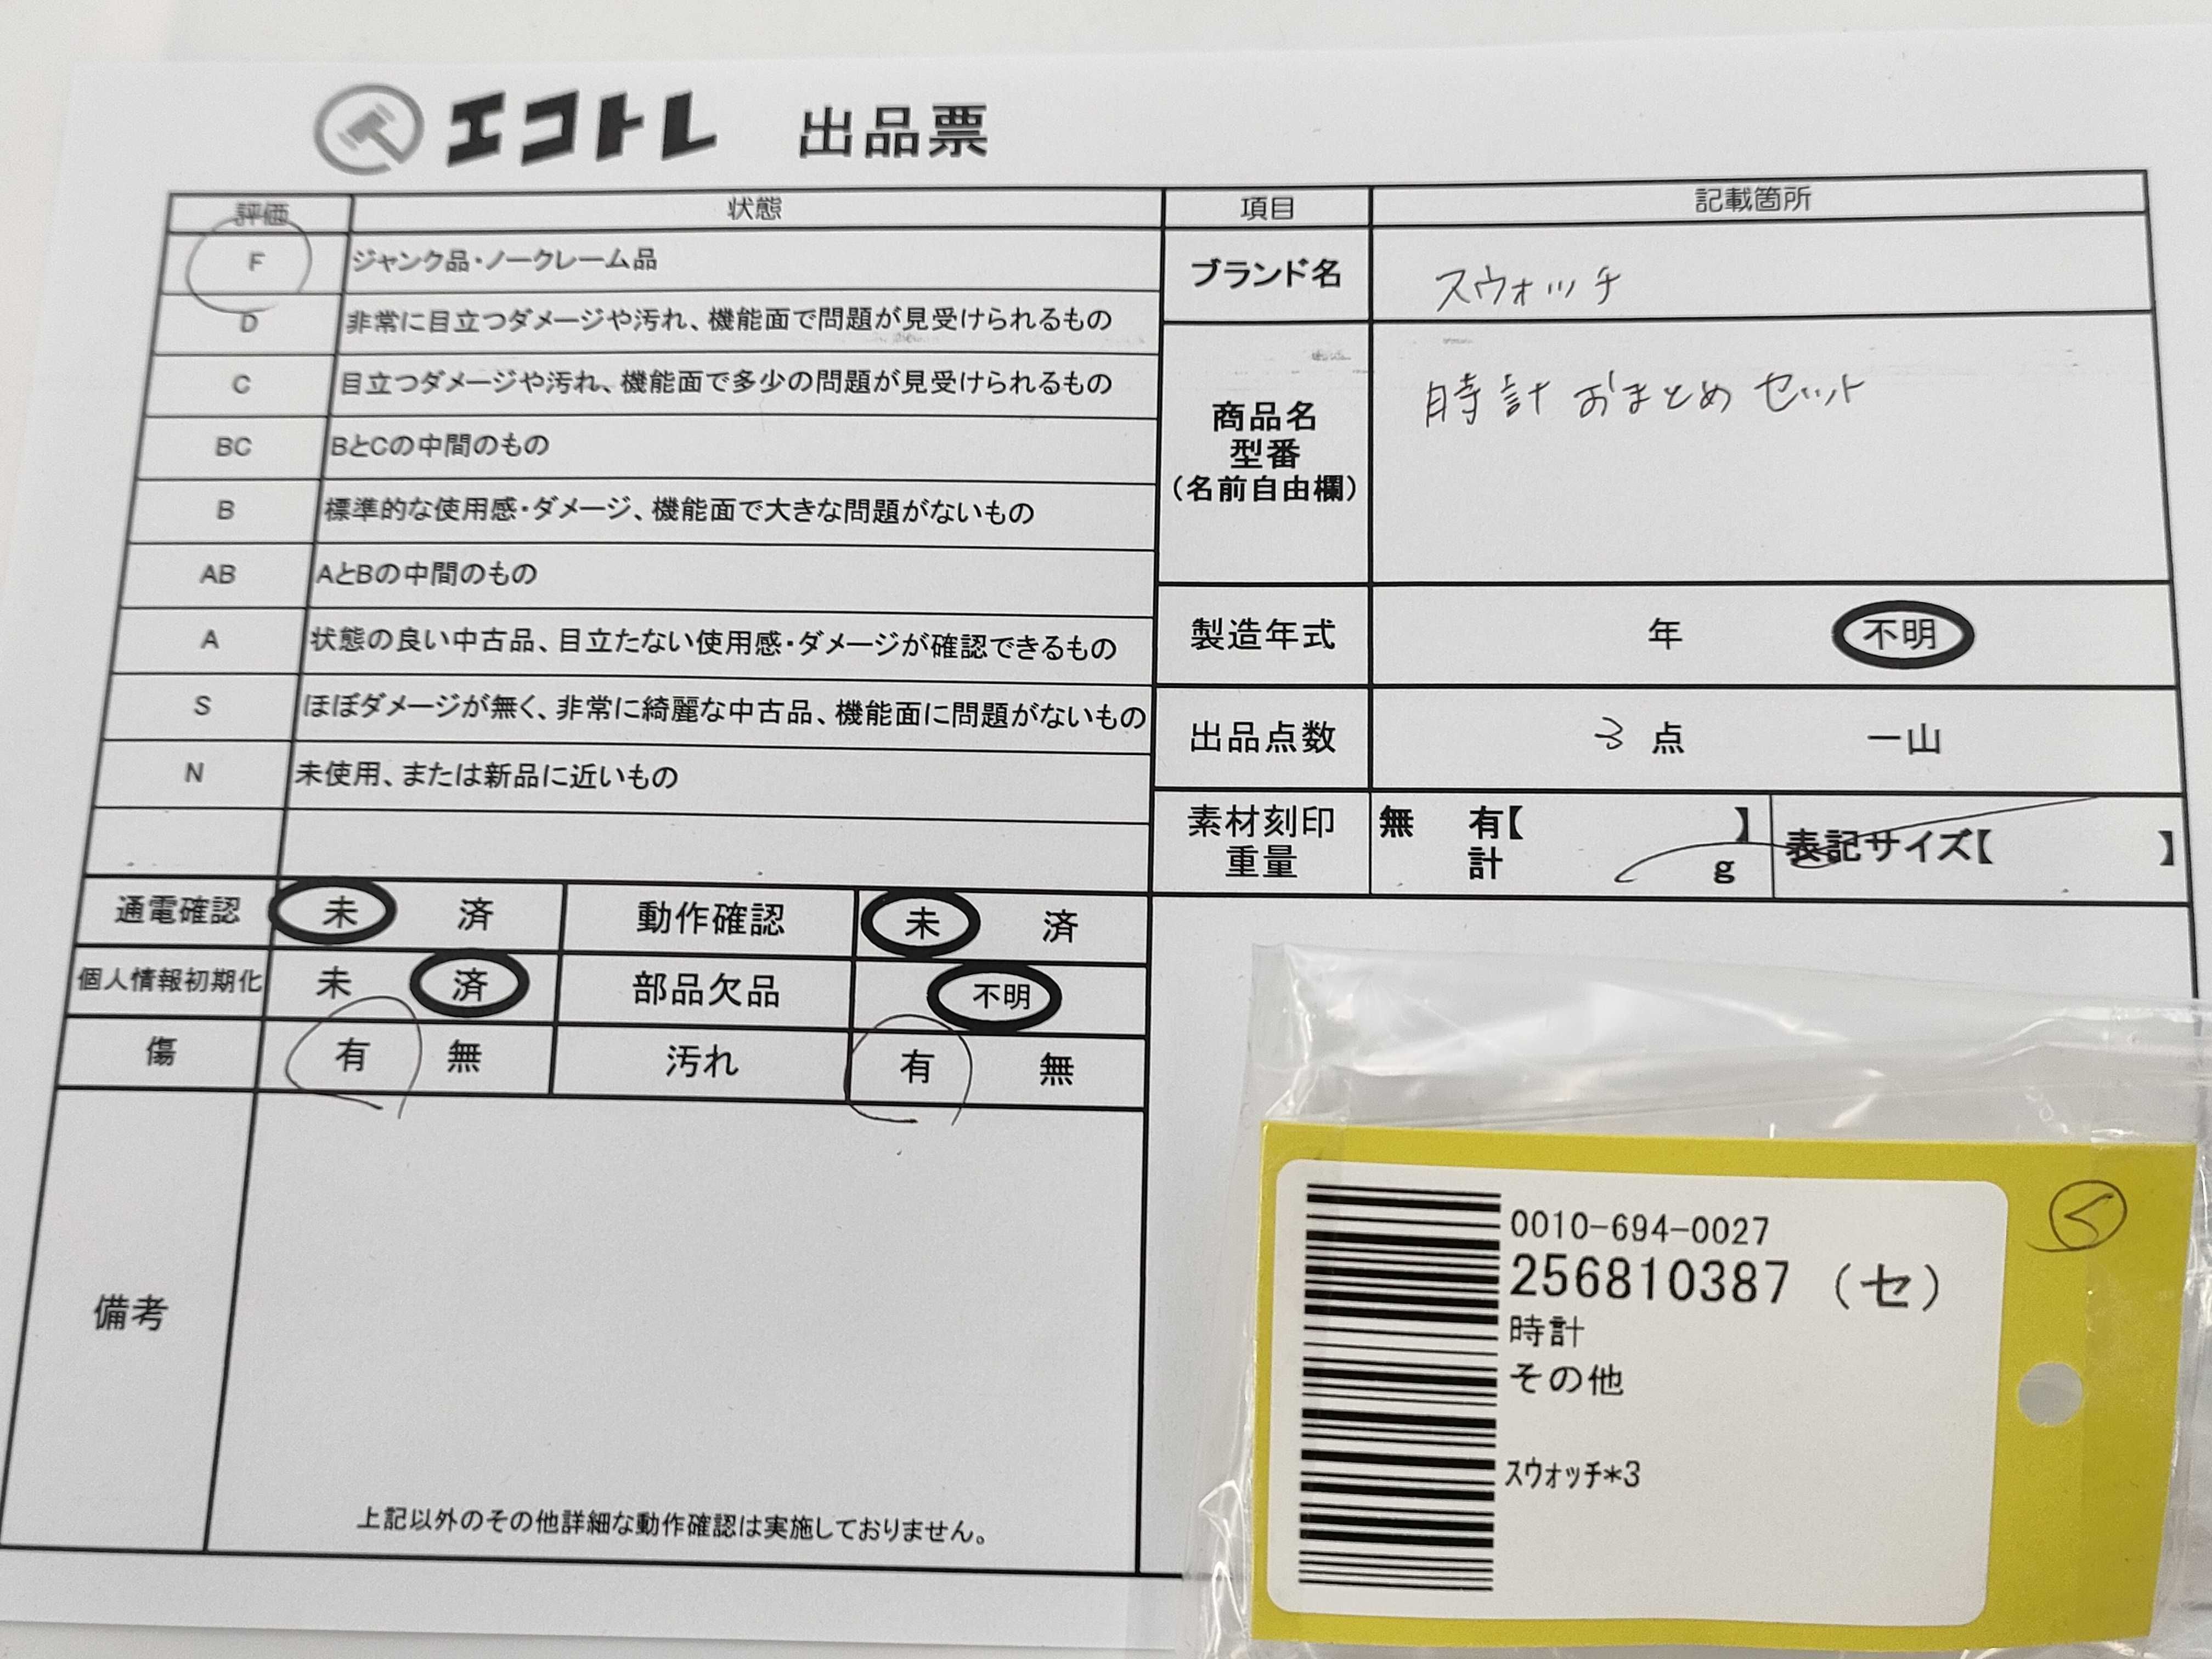 エコトレ 出品票
評価 状態
F ジャンク品・ノークレーム品
D 非常に目立つダメージや汚れ、機能面で問題が見受けられるもの
C 目立つダメージや汚れ、機能面で多少の問題が見受けられるもの
BC BとCの中間のもの
B 標準的な使用感・ダメージ、機能面で大きな問題がないもの
AB AとBの中間のもの
A 状態の良い中古品、目立たない使用感・ダメージが確認できるもの
S ほぼダメージが無く、非常に綺麗な中古品、機能面に問題がないもの
N 未使用、または新品に近いもの
項目 記載箇所
ブランド名 スウォッチ
商品名
型番
(名前自由欄)
時計 おまとめ セット
製造年式 年 不明
出品点数 3 点 一山
素材刻印 無 有【 】
重量 計 g
表記サイズ【 】
通電確認 未 済 動作確認 未 済
個人情報初期化 未 済 部品欠品 不明
傷 有 無 汚れ 有 無
備考
上記以外のその他詳細な動作確認は実施しておりません。
0010-694-0027
256810387 (セ)
時計
その他
スウォッチ*3